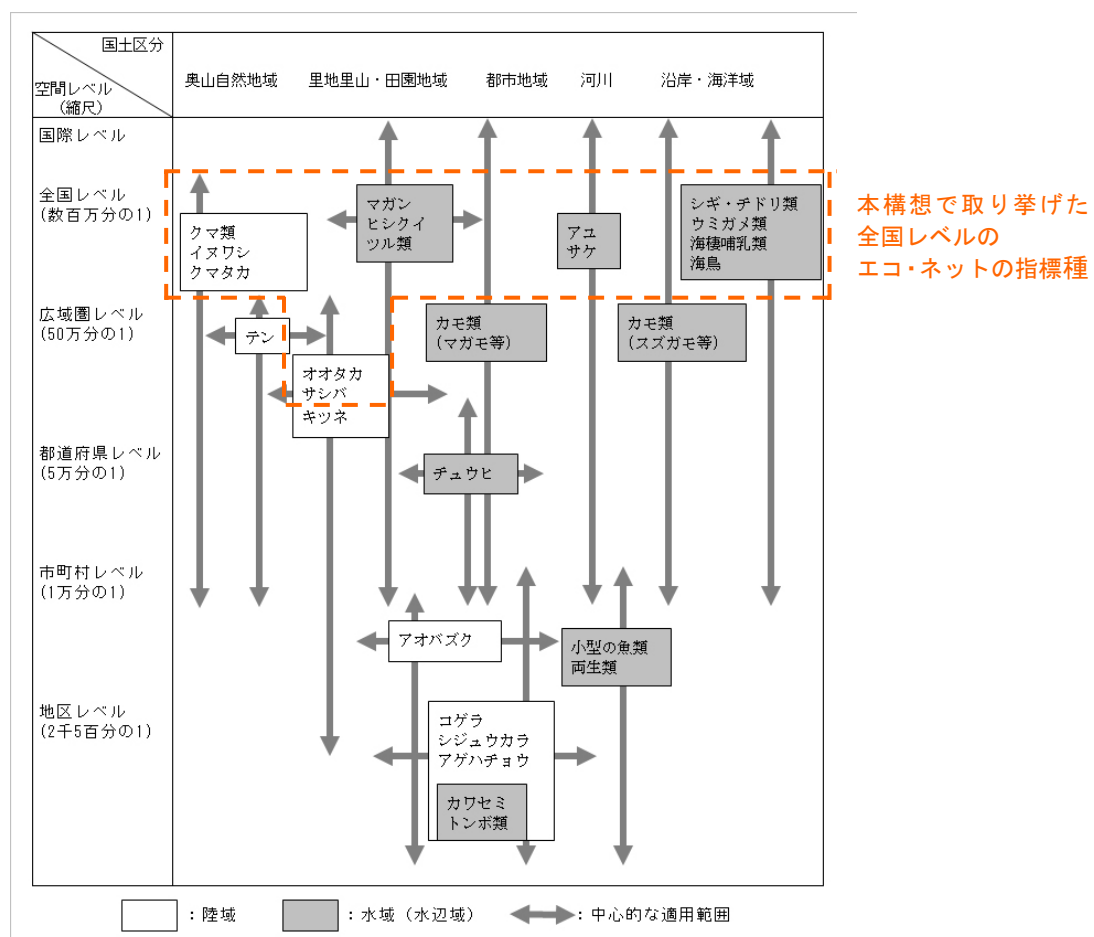 国土区分
空間レベル
(縮尺)
奥山自然地域
里地里山・田園地域
都市地域
河川
沿岸・海洋域
国際レベル
全国レベル
(数百万分の1)
クマ類
イヌワシ
クマタカ
マガン
ヒシクイ
ツル類
アユ
サケ
シギ・チドリ類
ウミガメ類
海棲哺乳類
海鳥
本構想で取り挙げた
全国レベルの
エコ・ネットの指標種
広域圏レベル
(50万分の1)
テン
カモ類
(マガモ等)
カモ類
(スズガモ等)
オオタカ
サシバ
キツネ
都道府県レベル
(5万分の1)
チュウヒ
市町村レベル
(1万分の1)
アオバズク
小型の魚類
両生類
地区レベル
(2千5百分の1)
コゲラ
シジュウカラ
アゲハチョウ
カワセミ
トンボ類
：陸域
：水域（水辺域）
：中心的な適用範囲